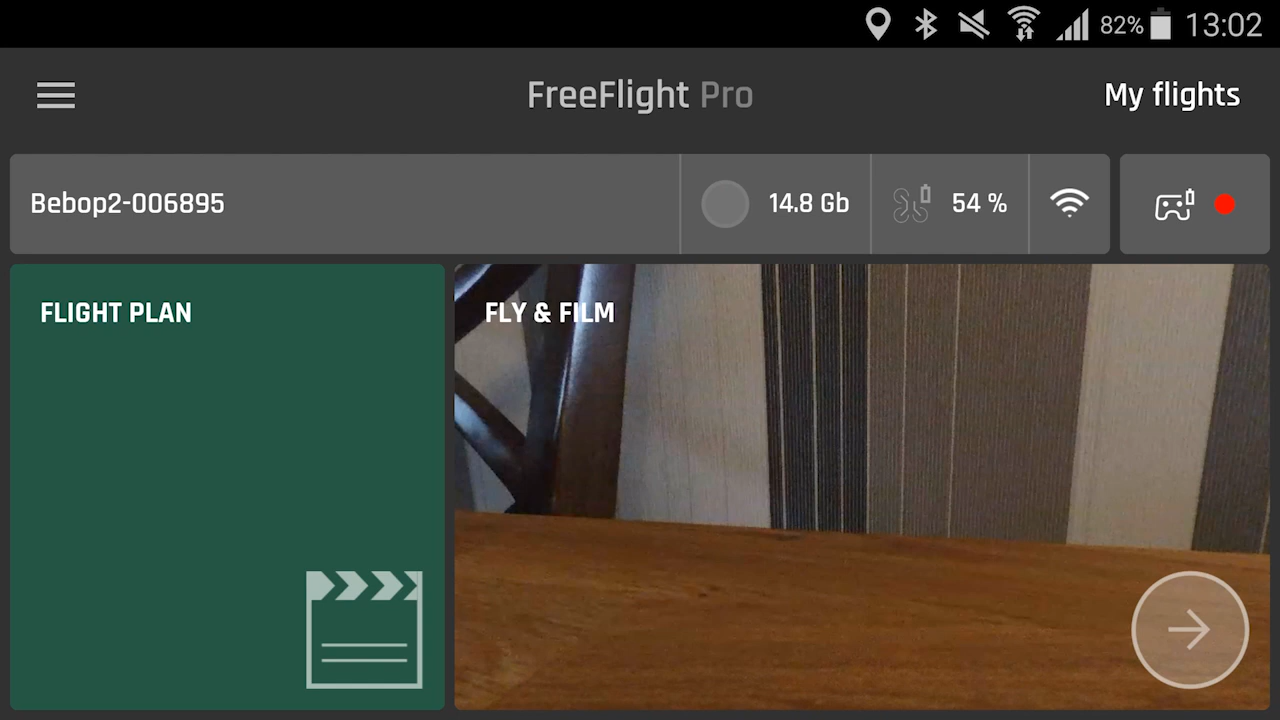 82% 13:02
FreeFlight Pro
My flights
Bebop2-006895
14.8 Gb
54 %
FLIGHT PLAN
FLY & FILM